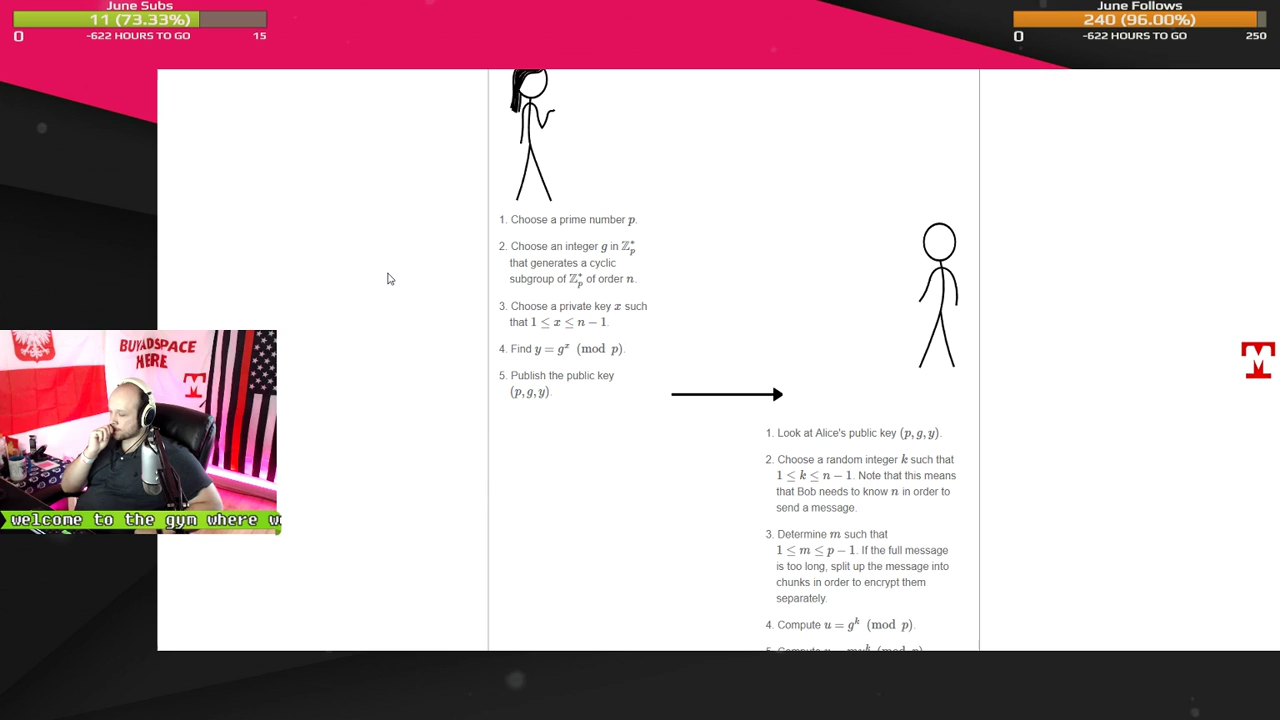 June Subs
11 (73.33%)
0
-622 HOURS TO GO
15
June Follows
240 (96.00%)
0
-622 HOURS TO GO
250
1. Choose a prime number p.
2. Choose an integer g in ℤ*ₚ
that generates a cyclic
subgroup of ℤ*ₚ of order n.
3. Choose a private key x such
that 1 ≤ x ≤ n − 1.
4. Find y = gˣ (mod p).
5. Publish the public key
(p, g, y).
1. Look at Alice's public key (p, g, y).
2. Choose a random integer k such that
1 ≤ k ≤ n − 1. Note that this means
that Bob needs to know n in order to
send a message.
3. Determine m such that
1 ≤ m ≤ p − 1. If the full message
is too long, split up the message into
chunks in order to encrypt them
separately.
4. Compute u = gᵏ (mod p).
5. Compute
BUY ADSPACE
HERE
welcome to the gym where w